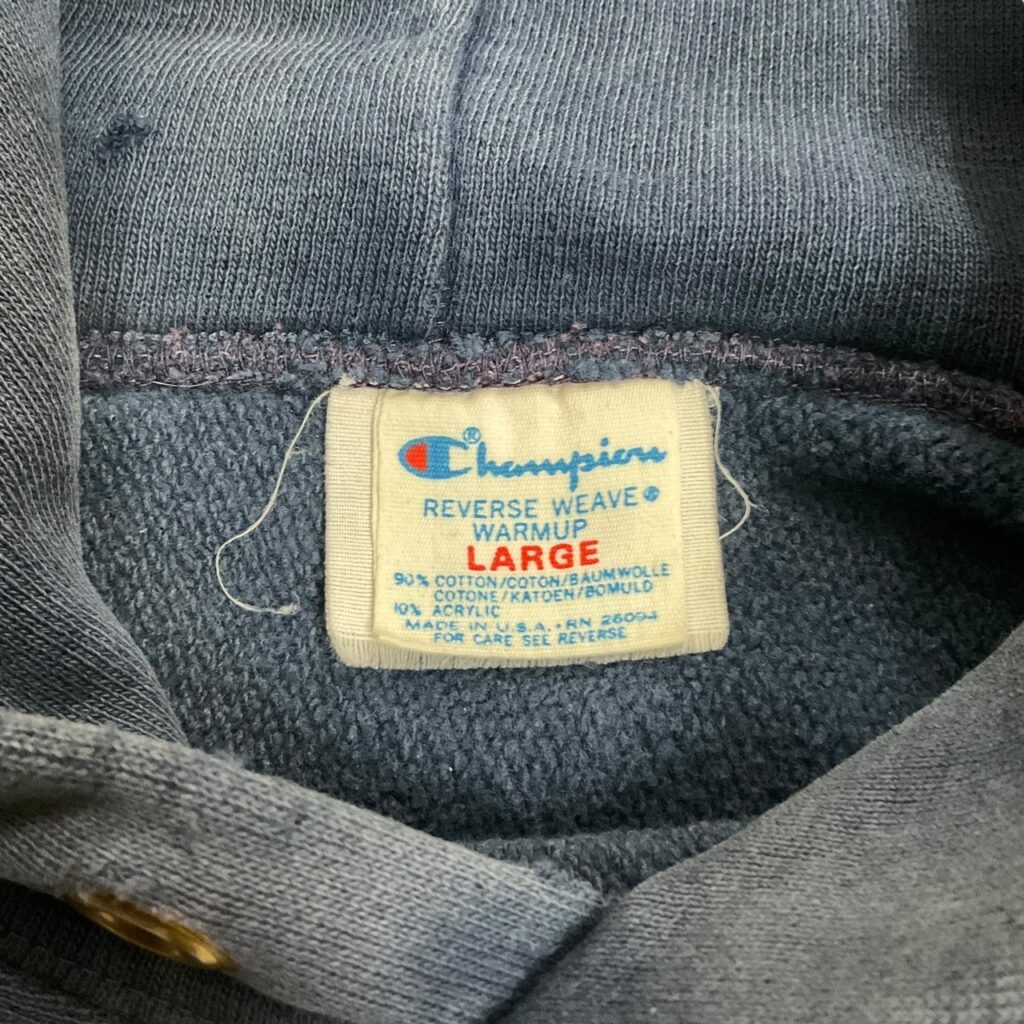 Champion®
REVERSE WEAVE®
WARMUP
LARGE
90% COTTON/COTON/BAUMWOLLE
COTONE/KATOEN/BOMULD
10% ACRYLIC
MADE IN U.S.A. · RN 26094
FOR CARE SEE REVERSE